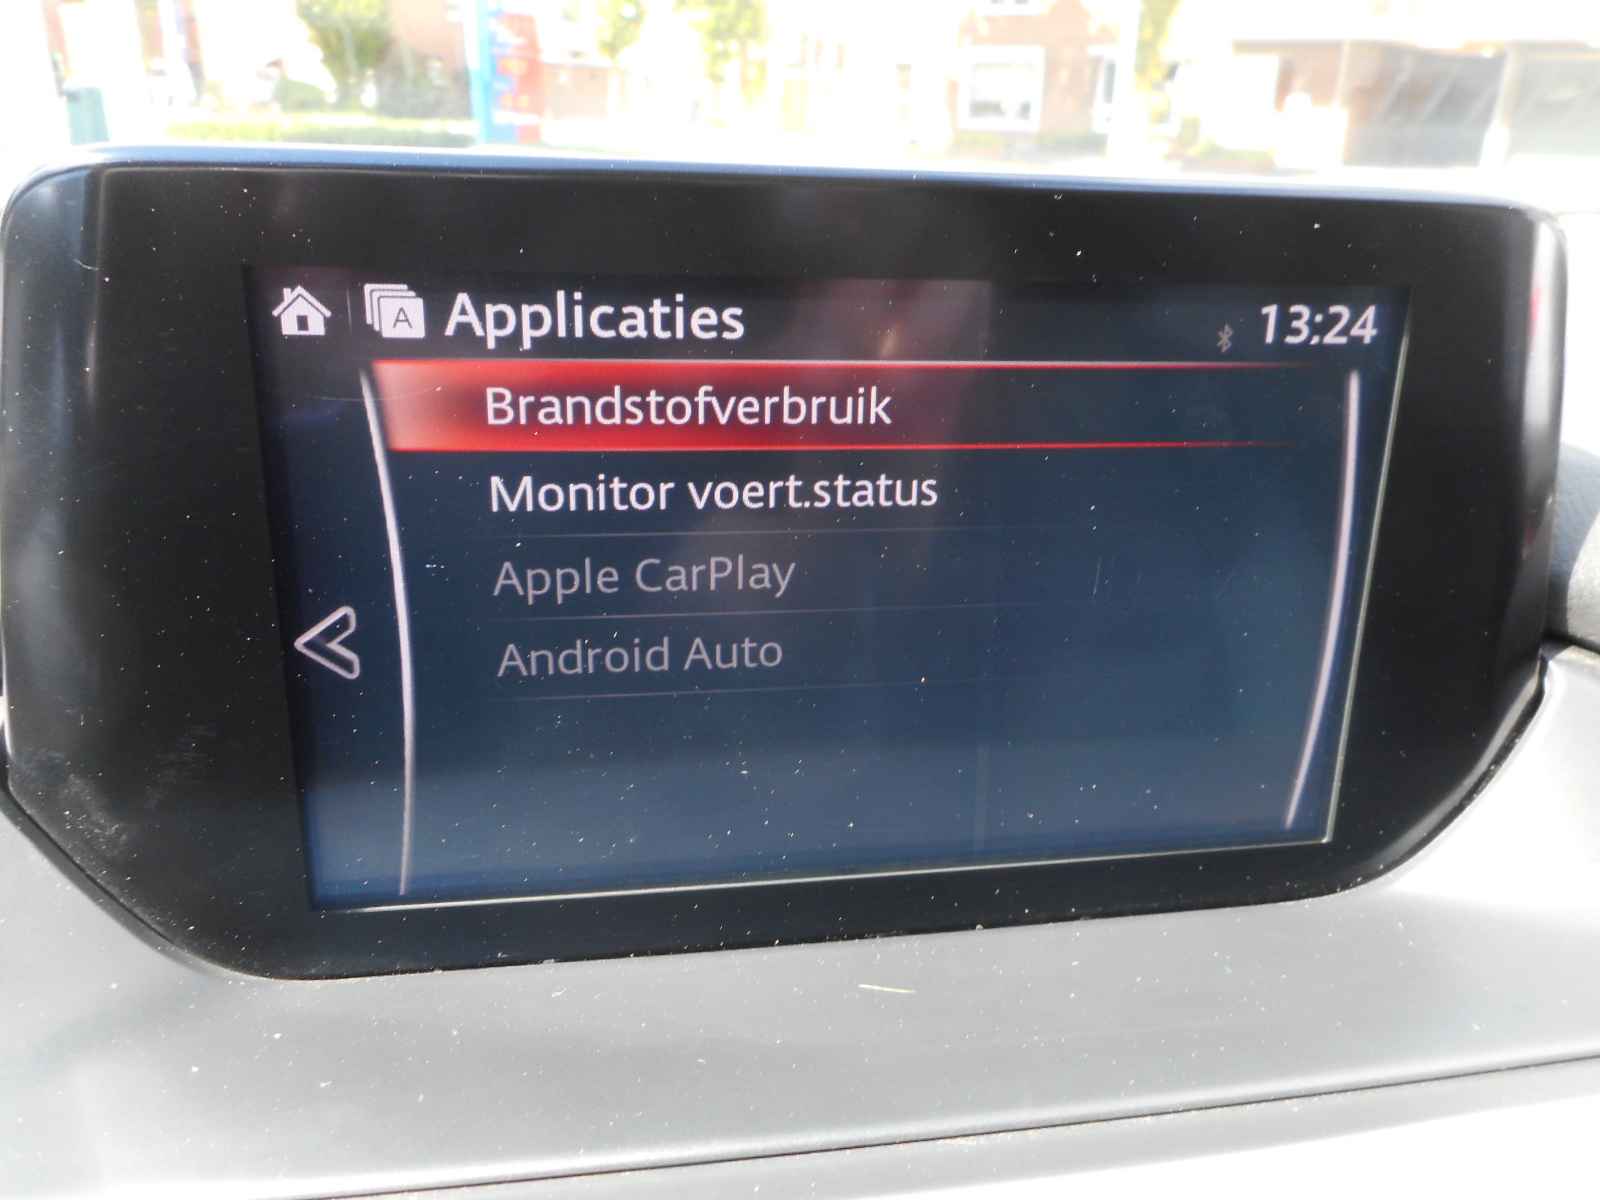 Applicaties
13:24
Brandstofverbruik
Monitor voert.status
Apple CarPlay
Android Auto